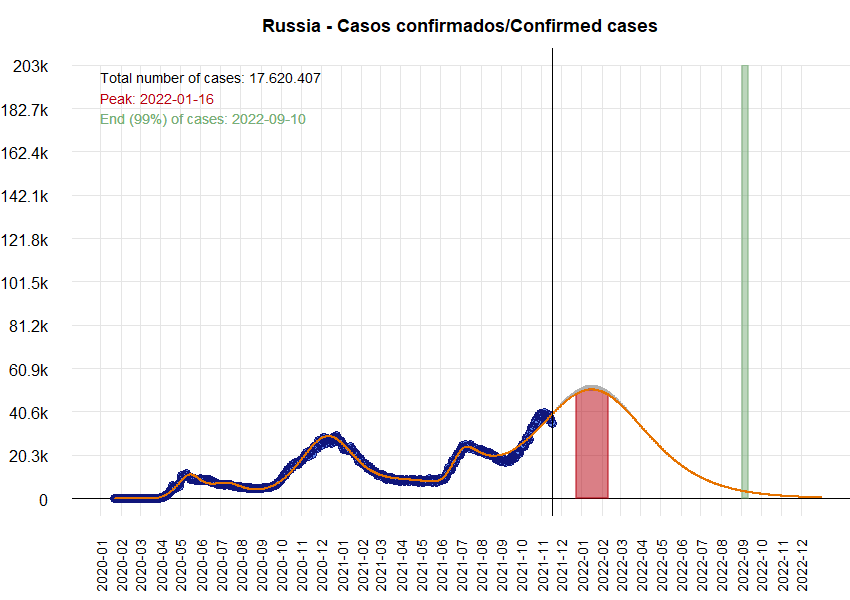 Russia - Casos confirmados/Confirmed cases
Total number of cases: 17.620.407
Peak: 2022-01-16
End (99%) of cases: 2022-09-10
203k
182.7k
162.4k
142.1k
121.8k
101.5k
81.2k
60.9k
40.6k
20.3k
0
2020-01
2020-02
2020-03
2020-04
2020-05
2020-06
2020-07
2020-08
2020-09
2020-10
2020-11
2020-12
2021-01
2021-02
2021-03
2021-04
2021-05
2021-06
2021-07
2021-08
2021-09
2021-10
2021-11
2021-12
2022-01
2022-02
2022-03
2022-04
2022-05
2022-06
2022-07
2022-08
2022-09
2022-10
2022-11
2022-12